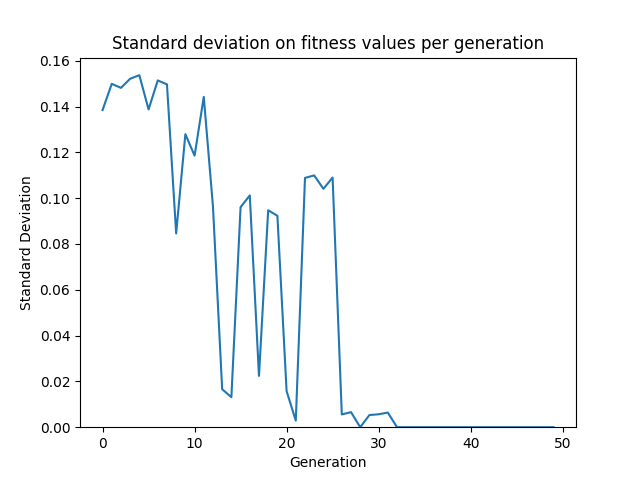 Standard deviation on fitness values per generation
0.16
0.14
0.12
0.10
0.08
0.06
0.04
0.02
0.00
Standard Deviation
0 10 20 30 40 50
Generation